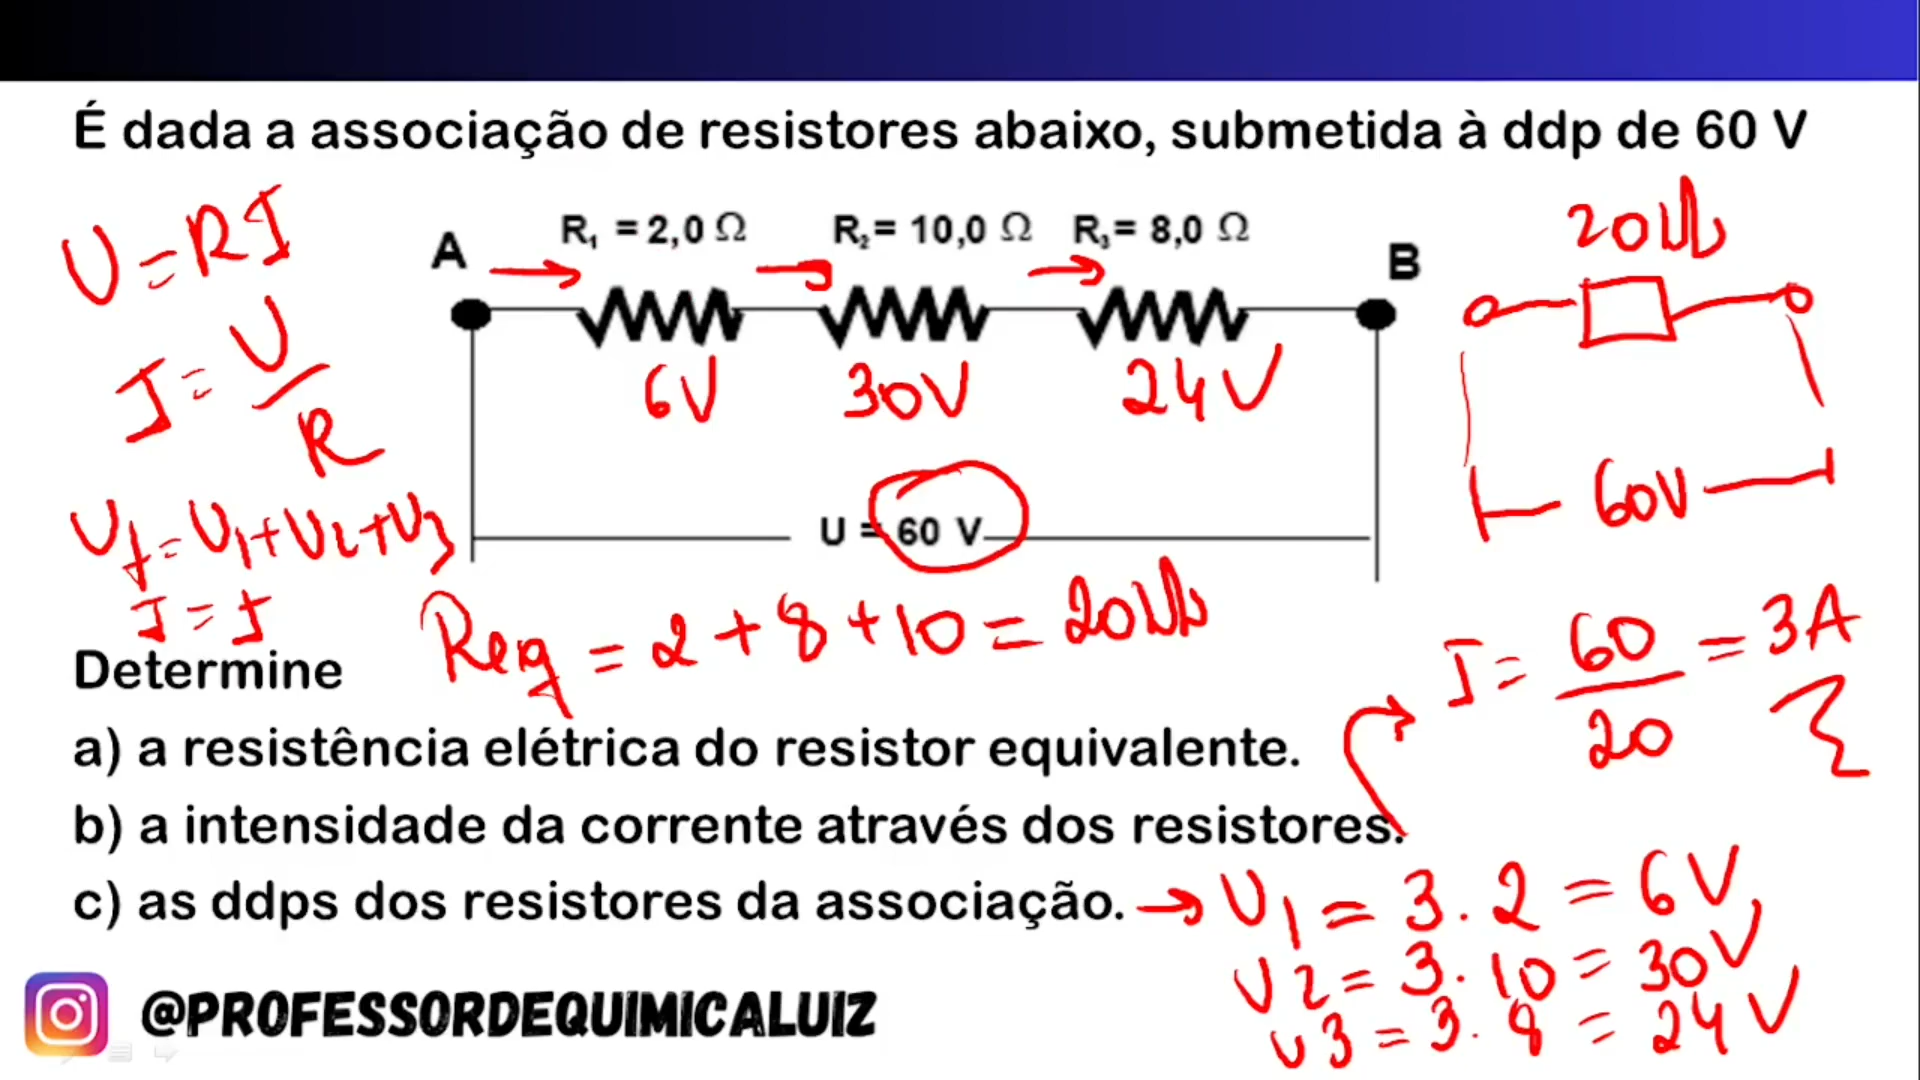 É dada a associação de resistores abaixo, submetida à ddp de 60 V
U = RI
I = U/R
A
R₁ = 2,0 Ω
R₂ = 10,0 Ω
R₃ = 8,0 Ω
B
20Ω
6V
30V
24V
U = 60 V
60V
Uf = U1 + U2 + U3
I = I
Req = 2 + 8 + 10 = 20Ω
I = 60/20 = 3A
Determine
a) a resistência elétrica do resistor equivalente.
b) a intensidade da corrente através dos resistores.
c) as ddps dos resistores da associação.
U1 = 3 . 2 = 6V
U2 = 3 . 10 = 30V
U3 = 3 . 8 = 24V
@PROFESSORDEQUIMICALUIZ